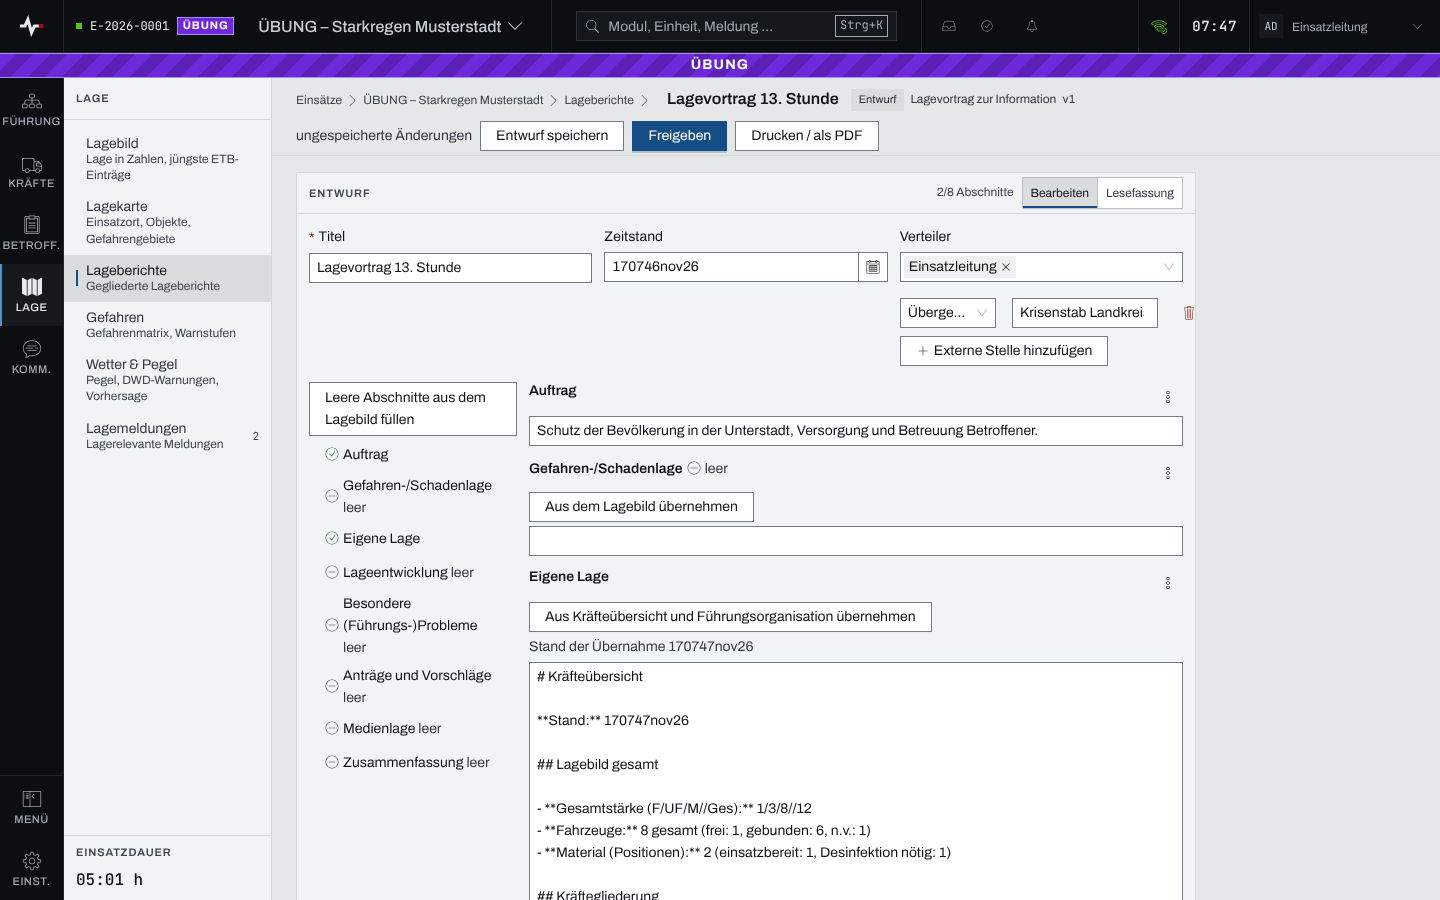 E-2026-0001 ÜBUNG ÜBUNG – Starkregen Musterstadt
Modul, Einheit, Meldung ... Strg+K
07:47 AD Einsatzleitung
ÜBUNG
FÜHRUNG
KRÄFTE
BETROFF.
LAGE
KOMM.
MENÜ
EINST.
LAGE
Lagebild
Lage in Zahlen, jüngste ETB-
Einträge
Lagekarte
Einsatzort, Objekte,
Gefahrengebiete
Lageberichte
Gegliederte Lageberichte
Gefahren
Gefahrenmatrix, Warnstufen
Wetter & Pegel
Pegel, DWD-Warnungen,
Vorhersage
Lagemeldungen
Lagerelevante Meldungen 2
EINSATZDAUER
05:01 h
Einsätze ÜBUNG – Starkregen Musterstadt Lageberichte Lagevortrag 13. Stunde Entwurf Lagevortrag zur Information v1
ungespeicherte Änderungen Entwurf speichern Freigeben Drucken / als PDF
ENTWURF 2/8 Abschnitte Bearbeiten Lesefassung
* Titel Zeitstand Verteiler
Lagevortrag 13. Stunde 170746nov26 Einsatzleitung
Überge... Krisenstab Landkrei
Externe Stelle hinzufügen
Leere Abschnitte aus dem
Lagebild füllen
Auftrag
Gefahren-/Schadenlage
leer
Eigene Lage
Lageentwicklung leer
Besondere
(Führungs-)Probleme
leer
Anträge und Vorschläge
leer
Medienlage leer
Zusammenfassung leer
Auftrag
Schutz der Bevölkerung in der Unterstadt, Versorgung und Betreuung Betroffener.
Gefahren-/Schadenlage leer
Aus dem Lagebild übernehmen
Eigene Lage
Aus Kräfteübersicht und Führungsorganisation übernehmen
Stand der Übernahme 170747nov26
# Kräfteübersicht
**Stand:** 170747nov26
## Lagebild gesamt
- **Gesamtstärke (F/UF/M//Ges):** 1/3/8//12
- **Fahrzeuge:** 8 gesamt (frei: 1, gebunden: 6, n.v.: 1)
- **Material (Positionen):** 2 (einsatzbereit: 1, Desinfektion nötig: 1)
## Kräftegliederung